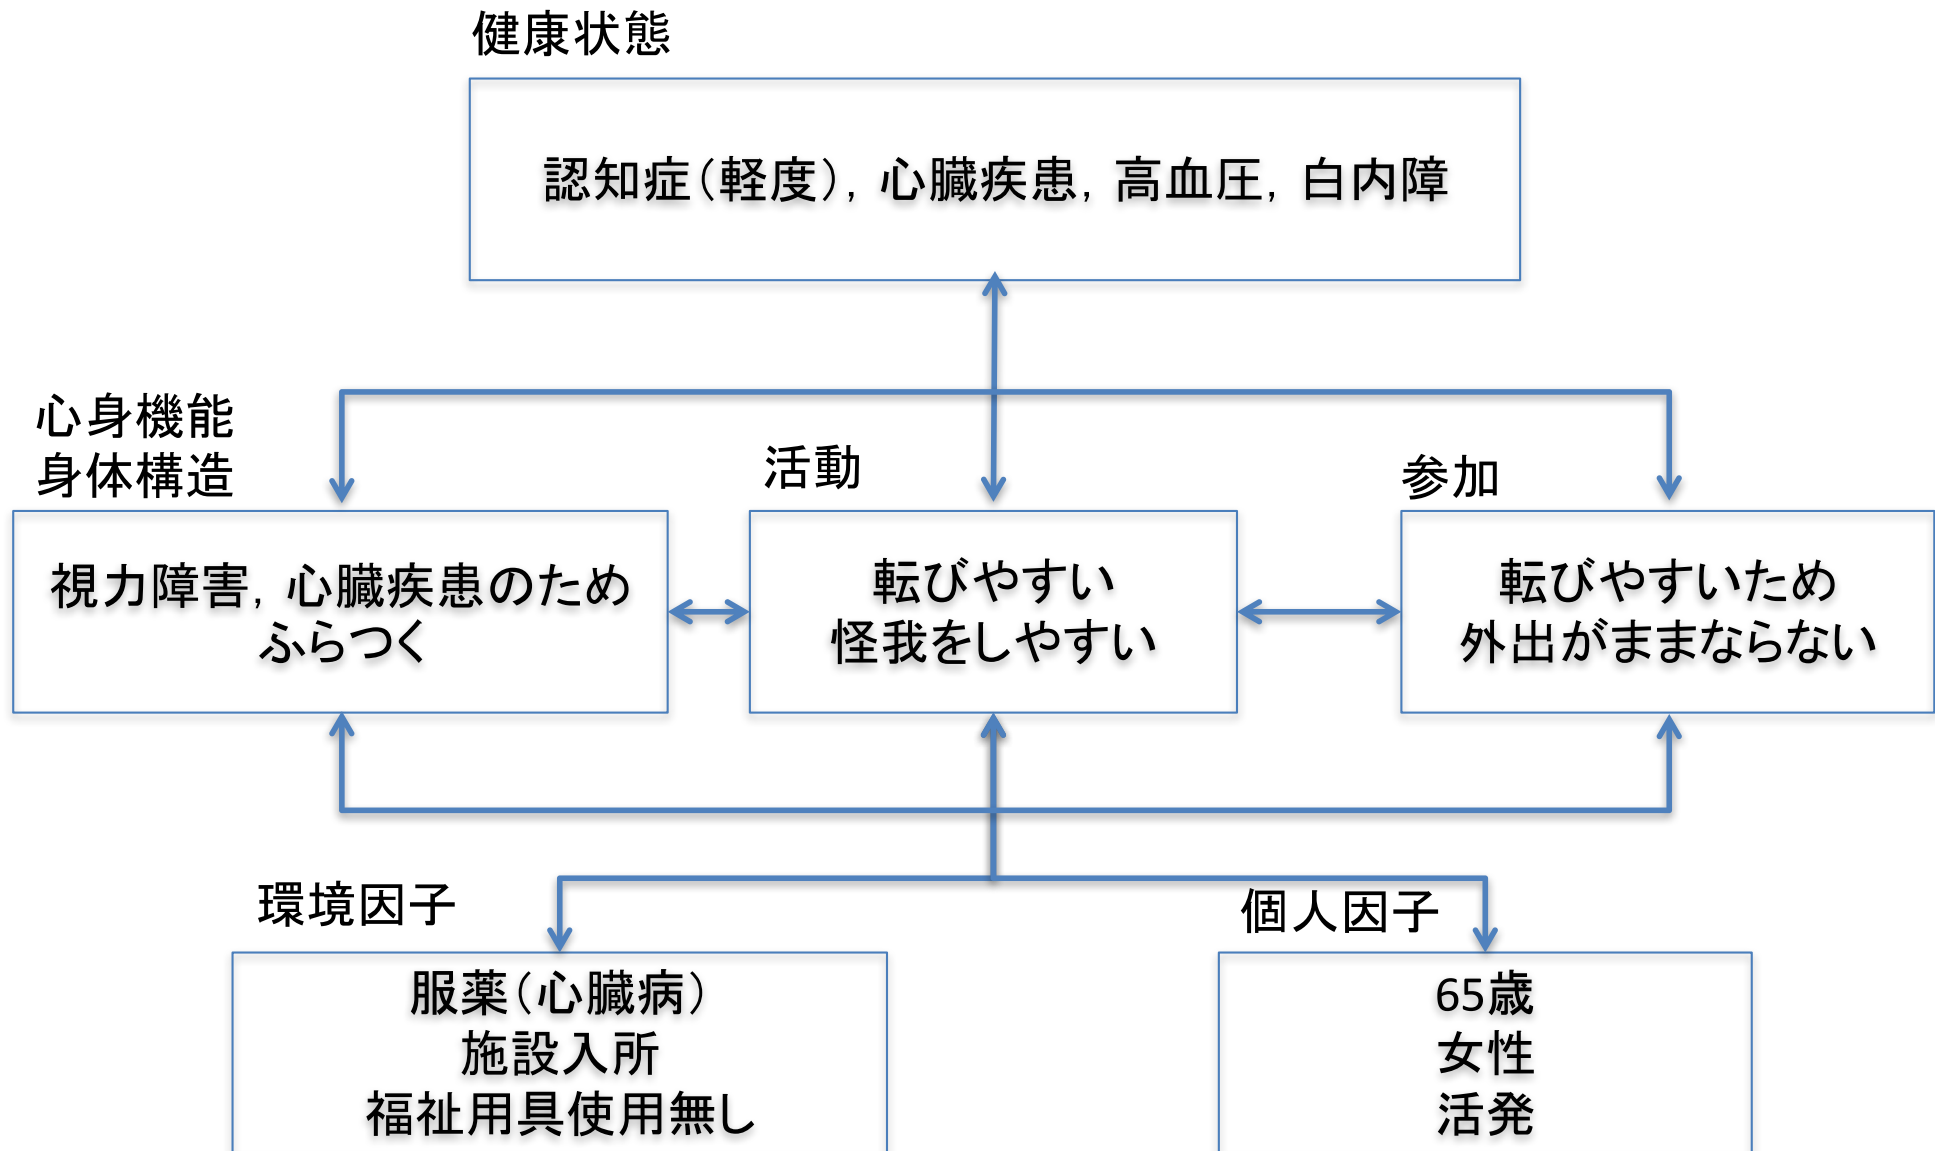 健康状態
認知症（軽度），心臓疾患，高血圧，白内障
心身機能
身体構造
活動
参加
視力障害，心臓疾患のため
ふらつく
転びやすい
怪我をしやすい
転びやすいため
外出がままならない
環境因子
個人因子
服薬（心臓病）
施設入所
福祉用具使用無し
65歳
女性
活発